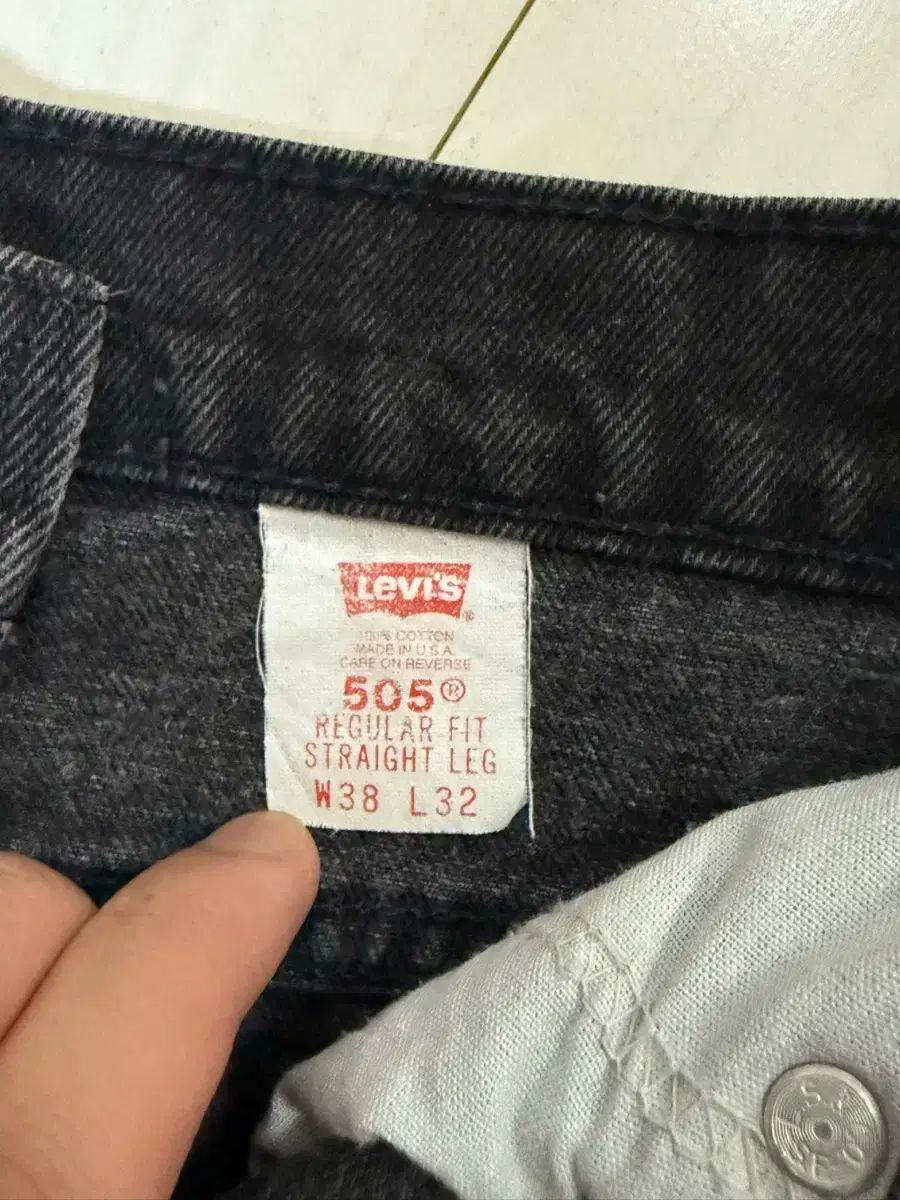 Levi's®
100% COTTON
MADE IN U.S.A.
CARE ON REVERSE
505®
REGULAR FIT
STRAIGHT LEG
W38 L32